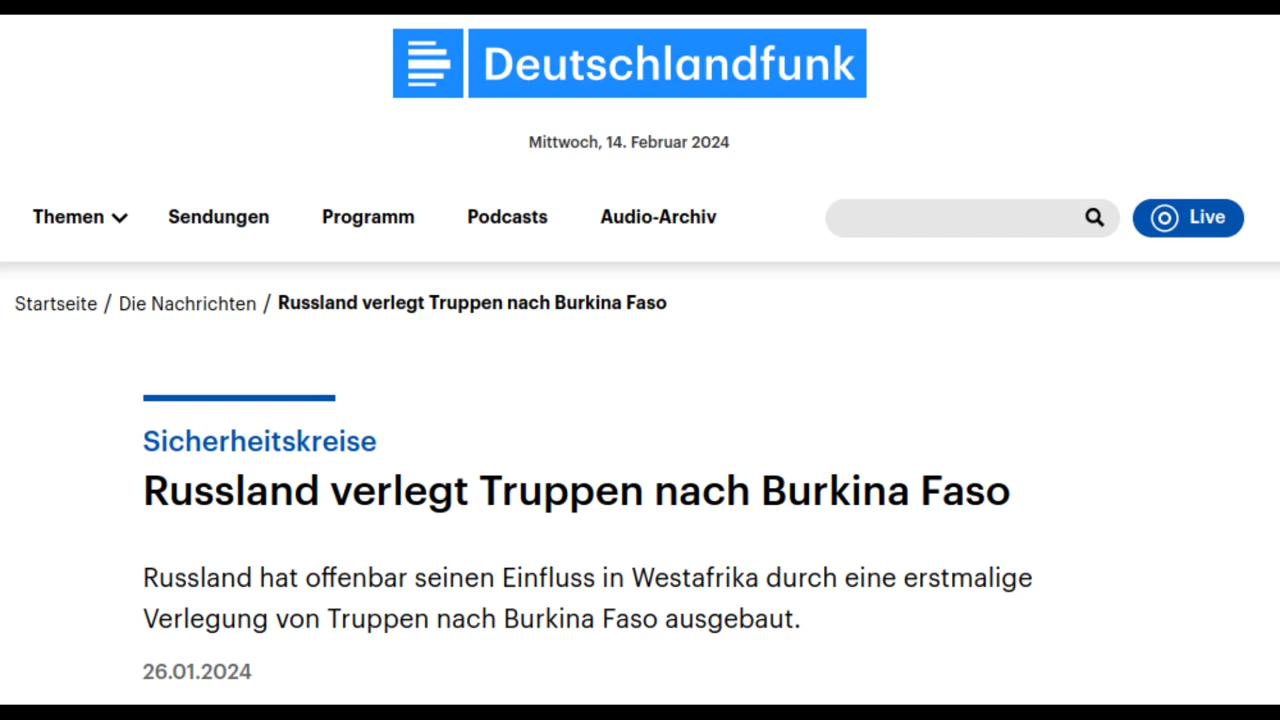 Deutschlandfunk
Mittwoch, 14. Februar 2024
Themen Sendungen Programm Podcasts Audio-Archiv Live
Startseite / Die Nachrichten / Russland verlegt Truppen nach Burkina Faso
Sicherheitskreise
Russland verlegt Truppen nach Burkina Faso
Russland hat offenbar seinen Einfluss in Westafrika durch eine erstmalige
Verlegung von Truppen nach Burkina Faso ausgebaut.
26.01.2024